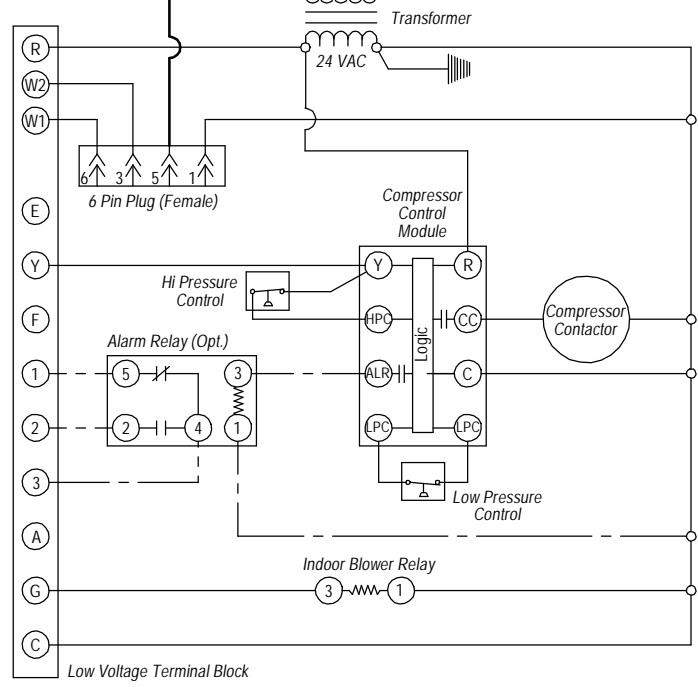 Transformer
R
24 VAC
W2
W1
6 3 5 1
6 Pin Plug (Female)
Compressor
Control
Module
E
Y
Y
R
Hi Pressure
Control
F
HPC
Logic
CC
Compressor
Contactor
Alarm Relay (Opt.)
1
5
3
ALR
C
2
2
4
1
LPC
LPC
3
Low Pressure
Control
A
Indoor Blower Relay
G
3
1
C
Low Voltage Terminal Block